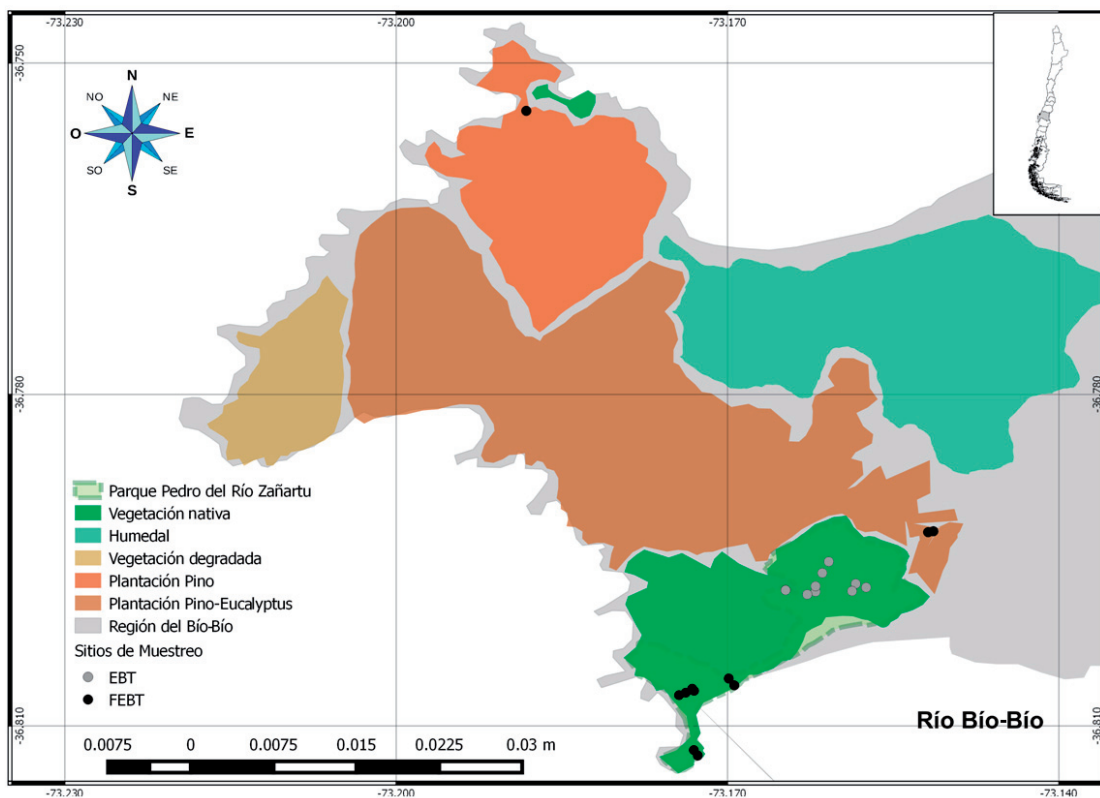 -73.230
-73.200
-73.170
-36.750
-36.750
N
NO
NE
O
E
SO
SE
S
-36.780
-36.780
Parque Pedro del Río Zañartu
Vegetación nativa
Humedal
Vegetación degradada
Plantación Pino
Plantación Pino-Eucalyptus
Región del Bío-Bío
Sitios de Muestreo
EBT
FEBT
Río Bío-Bío
-36.810
-36.810
0.0075 0 0.0075 0.015 0.0225 0.03 m
-73.230
-73.200
-73.170
-73.140